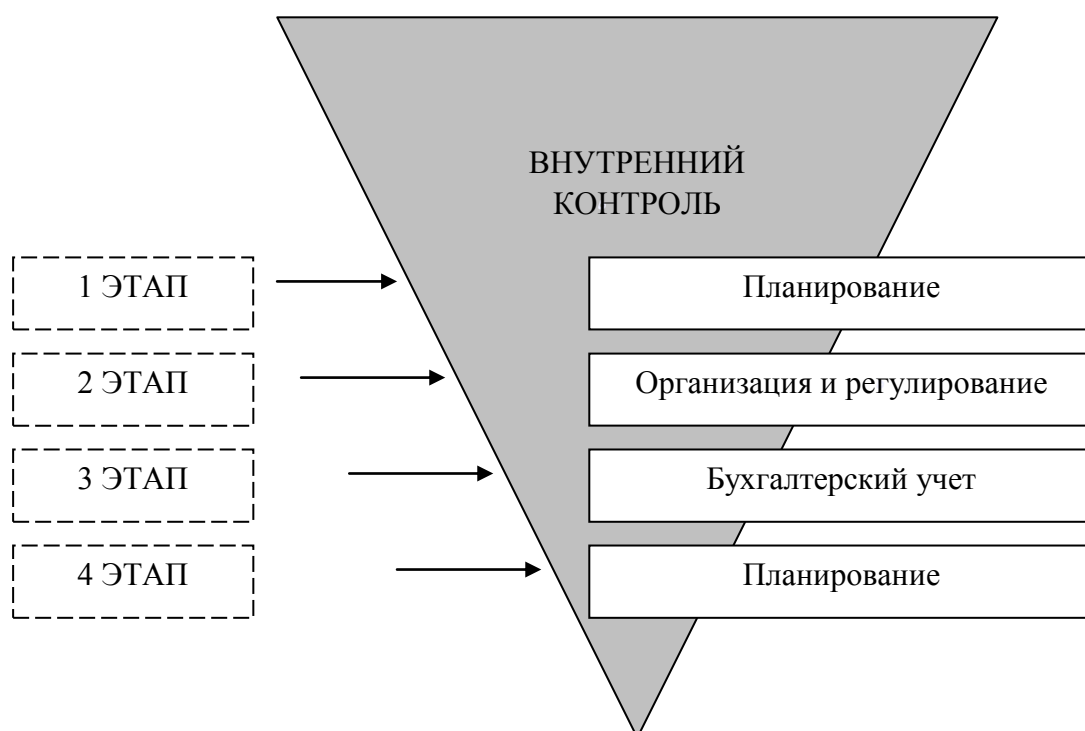 ВНУТРЕННИЙ
КОНТРОЛЬ
1 ЭТАП
Планирование
2 ЭТАП
Организация и регулирование
3 ЭТАП
Бухгалтерский учет
4 ЭТАП
Планирование